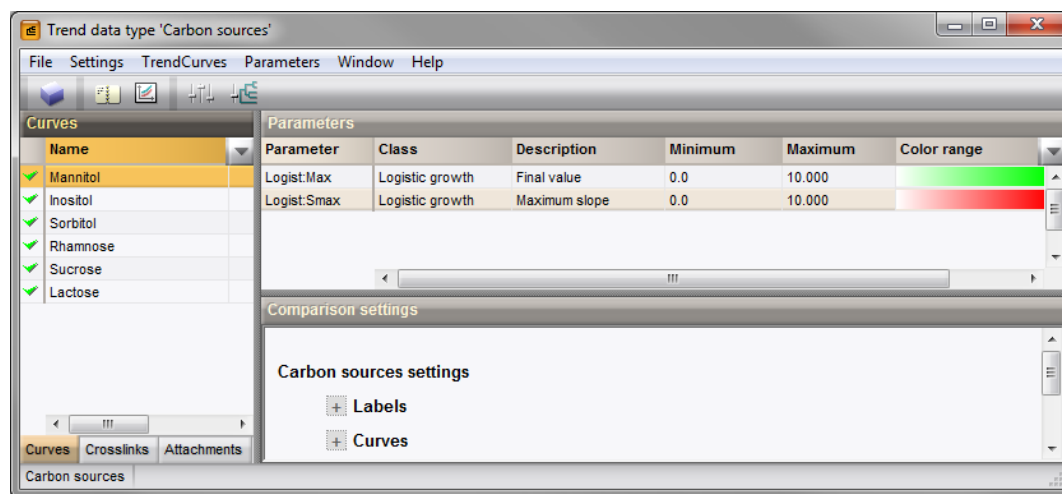 Trend data type 'Carbon sources'
File Settings TrendCurves Parameters Window Help
Curves
Name
Mannitol
Inositol
Sorbitol
Rhamnose
Sucrose
Lactose
Curves Crosslinks Attachments
Parameters
Parameter Class Description Minimum Maximum Color range
Logist:Max Logistic growth Final value 0.0 10.000
Logist:Smax Logistic growth Maximum slope 0.0 10.000
Comparison settings
Carbon sources settings
+ Labels
+ Curves
Carbon sources